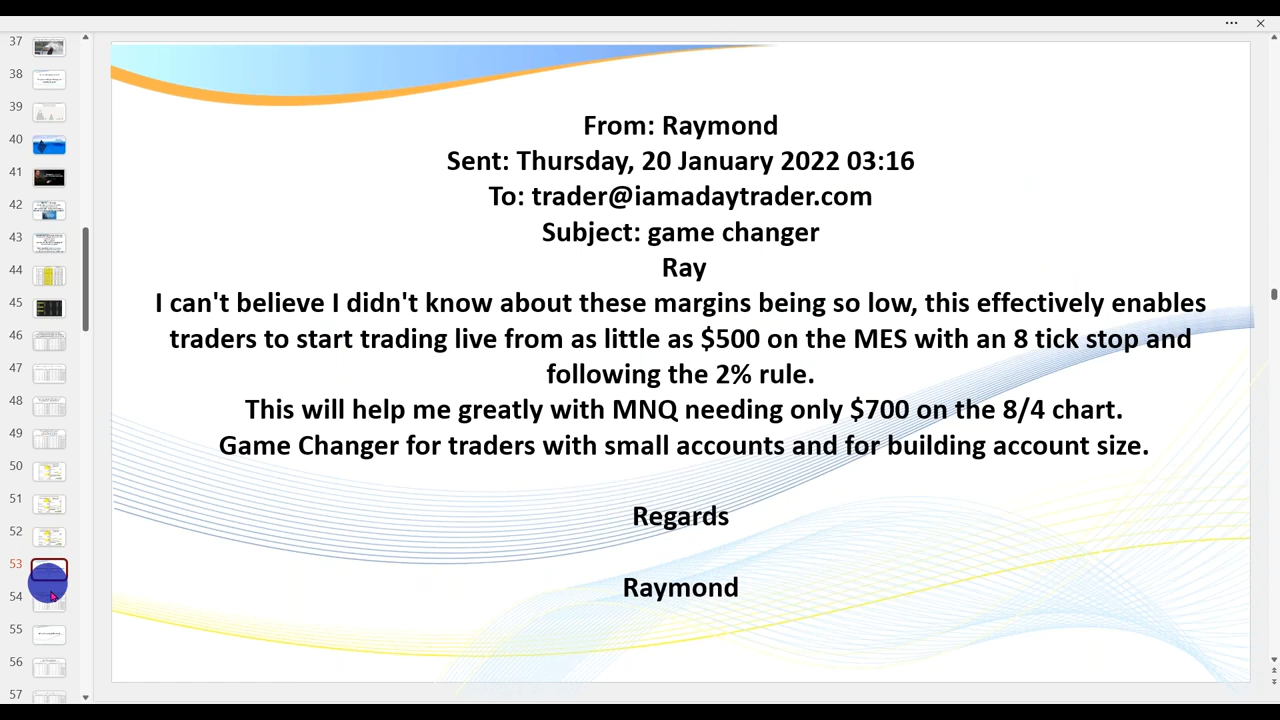 37
38
39
40
41
42
43
44
45
46
47
48
49
50
51
52
53
54
55
56
57
From: Raymond
Sent: Thursday, 20 January 2022 03:16
To: trader@iamadaytrader.com
Subject: game changer
Ray
I can't believe I didn't know about these margins being so low, this effectively enables
traders to start trading live from as little as $500 on the MES with an 8 tick stop and
following the 2% rule.
This will help me greatly with MNQ needing only $700 on the 8/4 chart.
Game Changer for traders with small accounts and for building account size.
Regards
Raymond